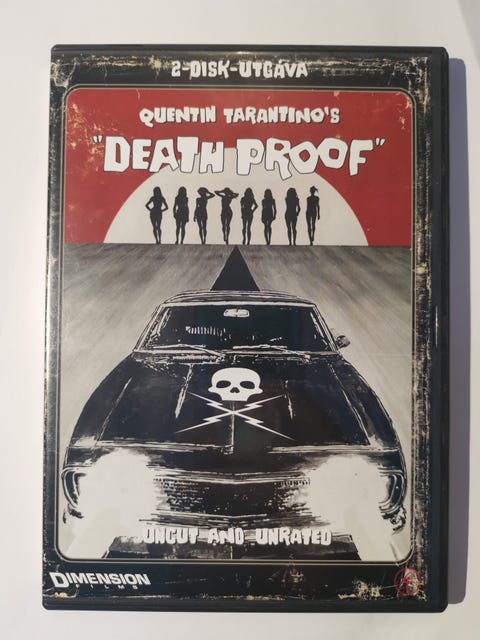 2-DISK-UTGÅVA
QUENTIN TARANTINO'S
"DEATH PROOF"
UNCUT AND UNRATED
DIMENSION
FILMS